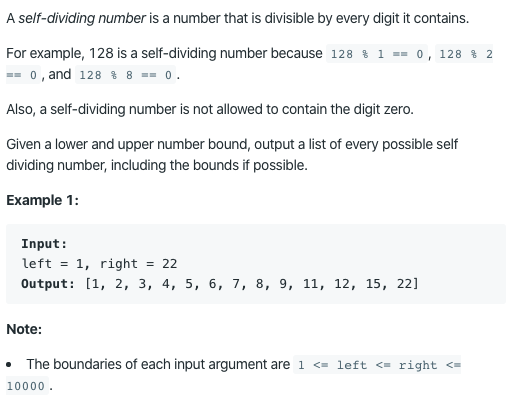 A self-dividing number is a number that is divisible by every digit it contains.
For example, 128 is a self-dividing number because 128 % 1 == 0 , 128 % 2
== 0 , and 128 % 8 == 0 .
Also, a self-dividing number is not allowed to contain the digit zero.
Given a lower and upper number bound, output a list of every possible self
dividing number, including the bounds if possible.
Example 1:
Input:
left = 1, right = 22
Output: [1, 2, 3, 4, 5, 6, 7, 8, 9, 11, 12, 15, 22]
Note:
• The boundaries of each input argument are 1 <= left <= right <=
10000 .